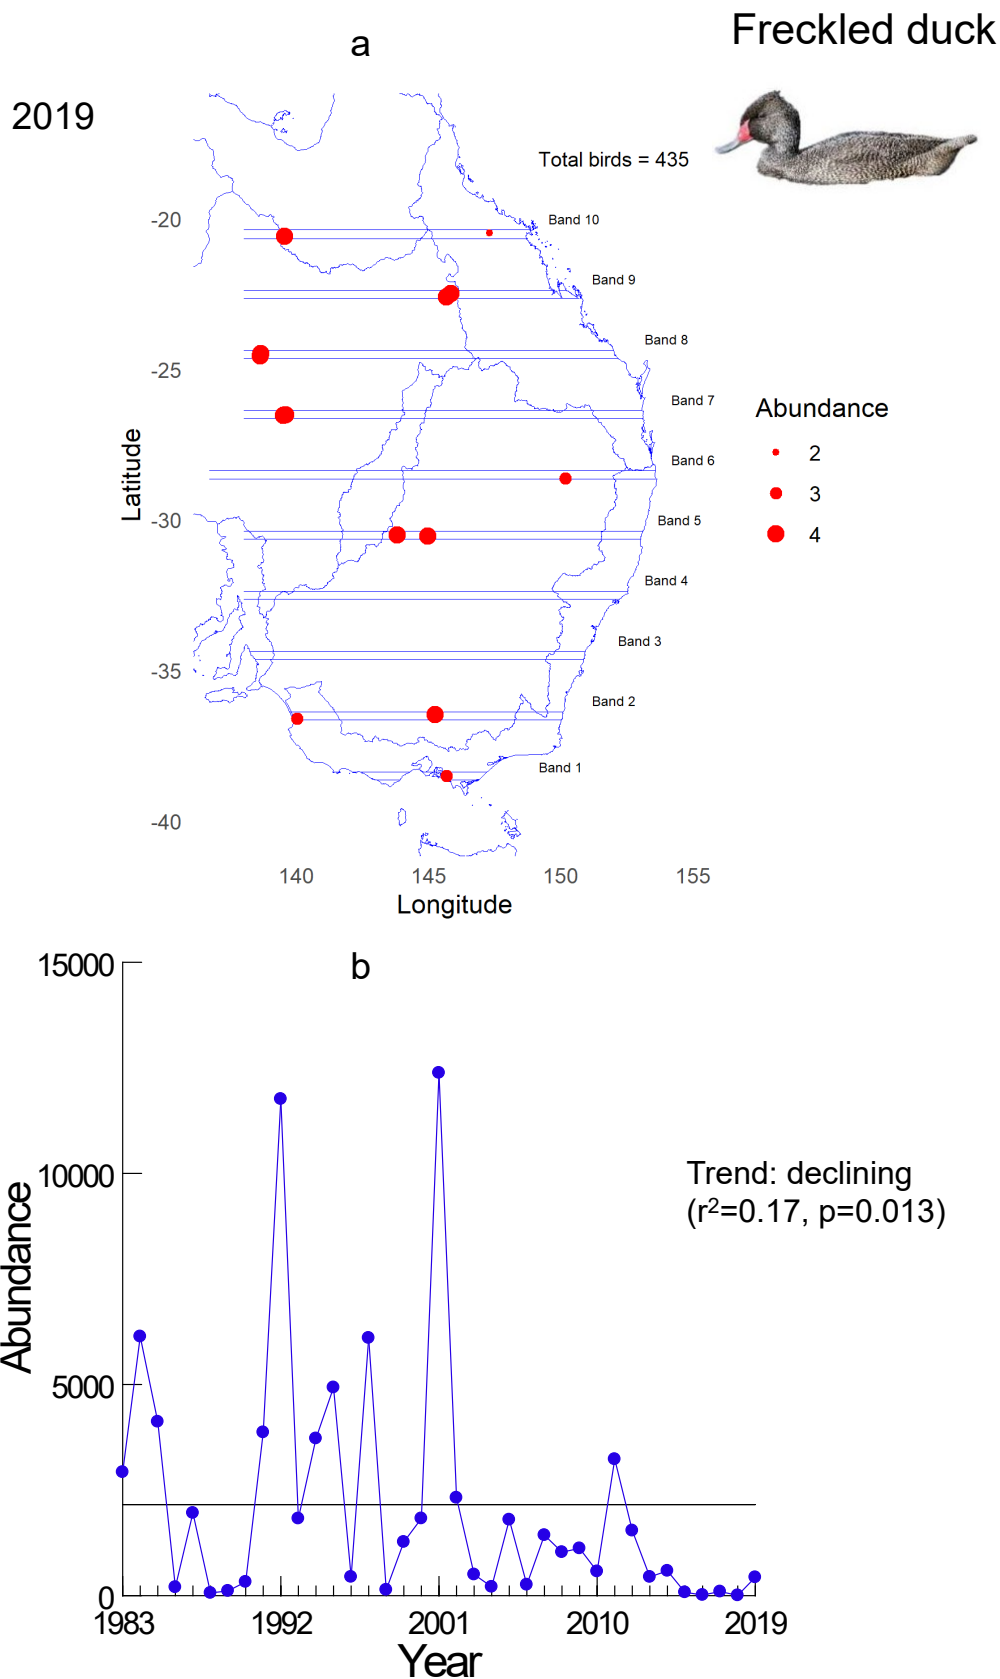 Freckled duck
a
2019
Total birds = 435
-20
Band 10
Band 9
Band 8
-25
Band 7
Abundance
Band 6
2
Latitude
3
-30
Band 5
4
Band 4
Band 3
-35
Band 2
Band 1
-40
140 145 150 155
Longitude
15000
b
10000
Trend: declining
(r²=0.17, p=0.013)
Abundance
5000
0
1983 1992 2001 2010 2019
Year